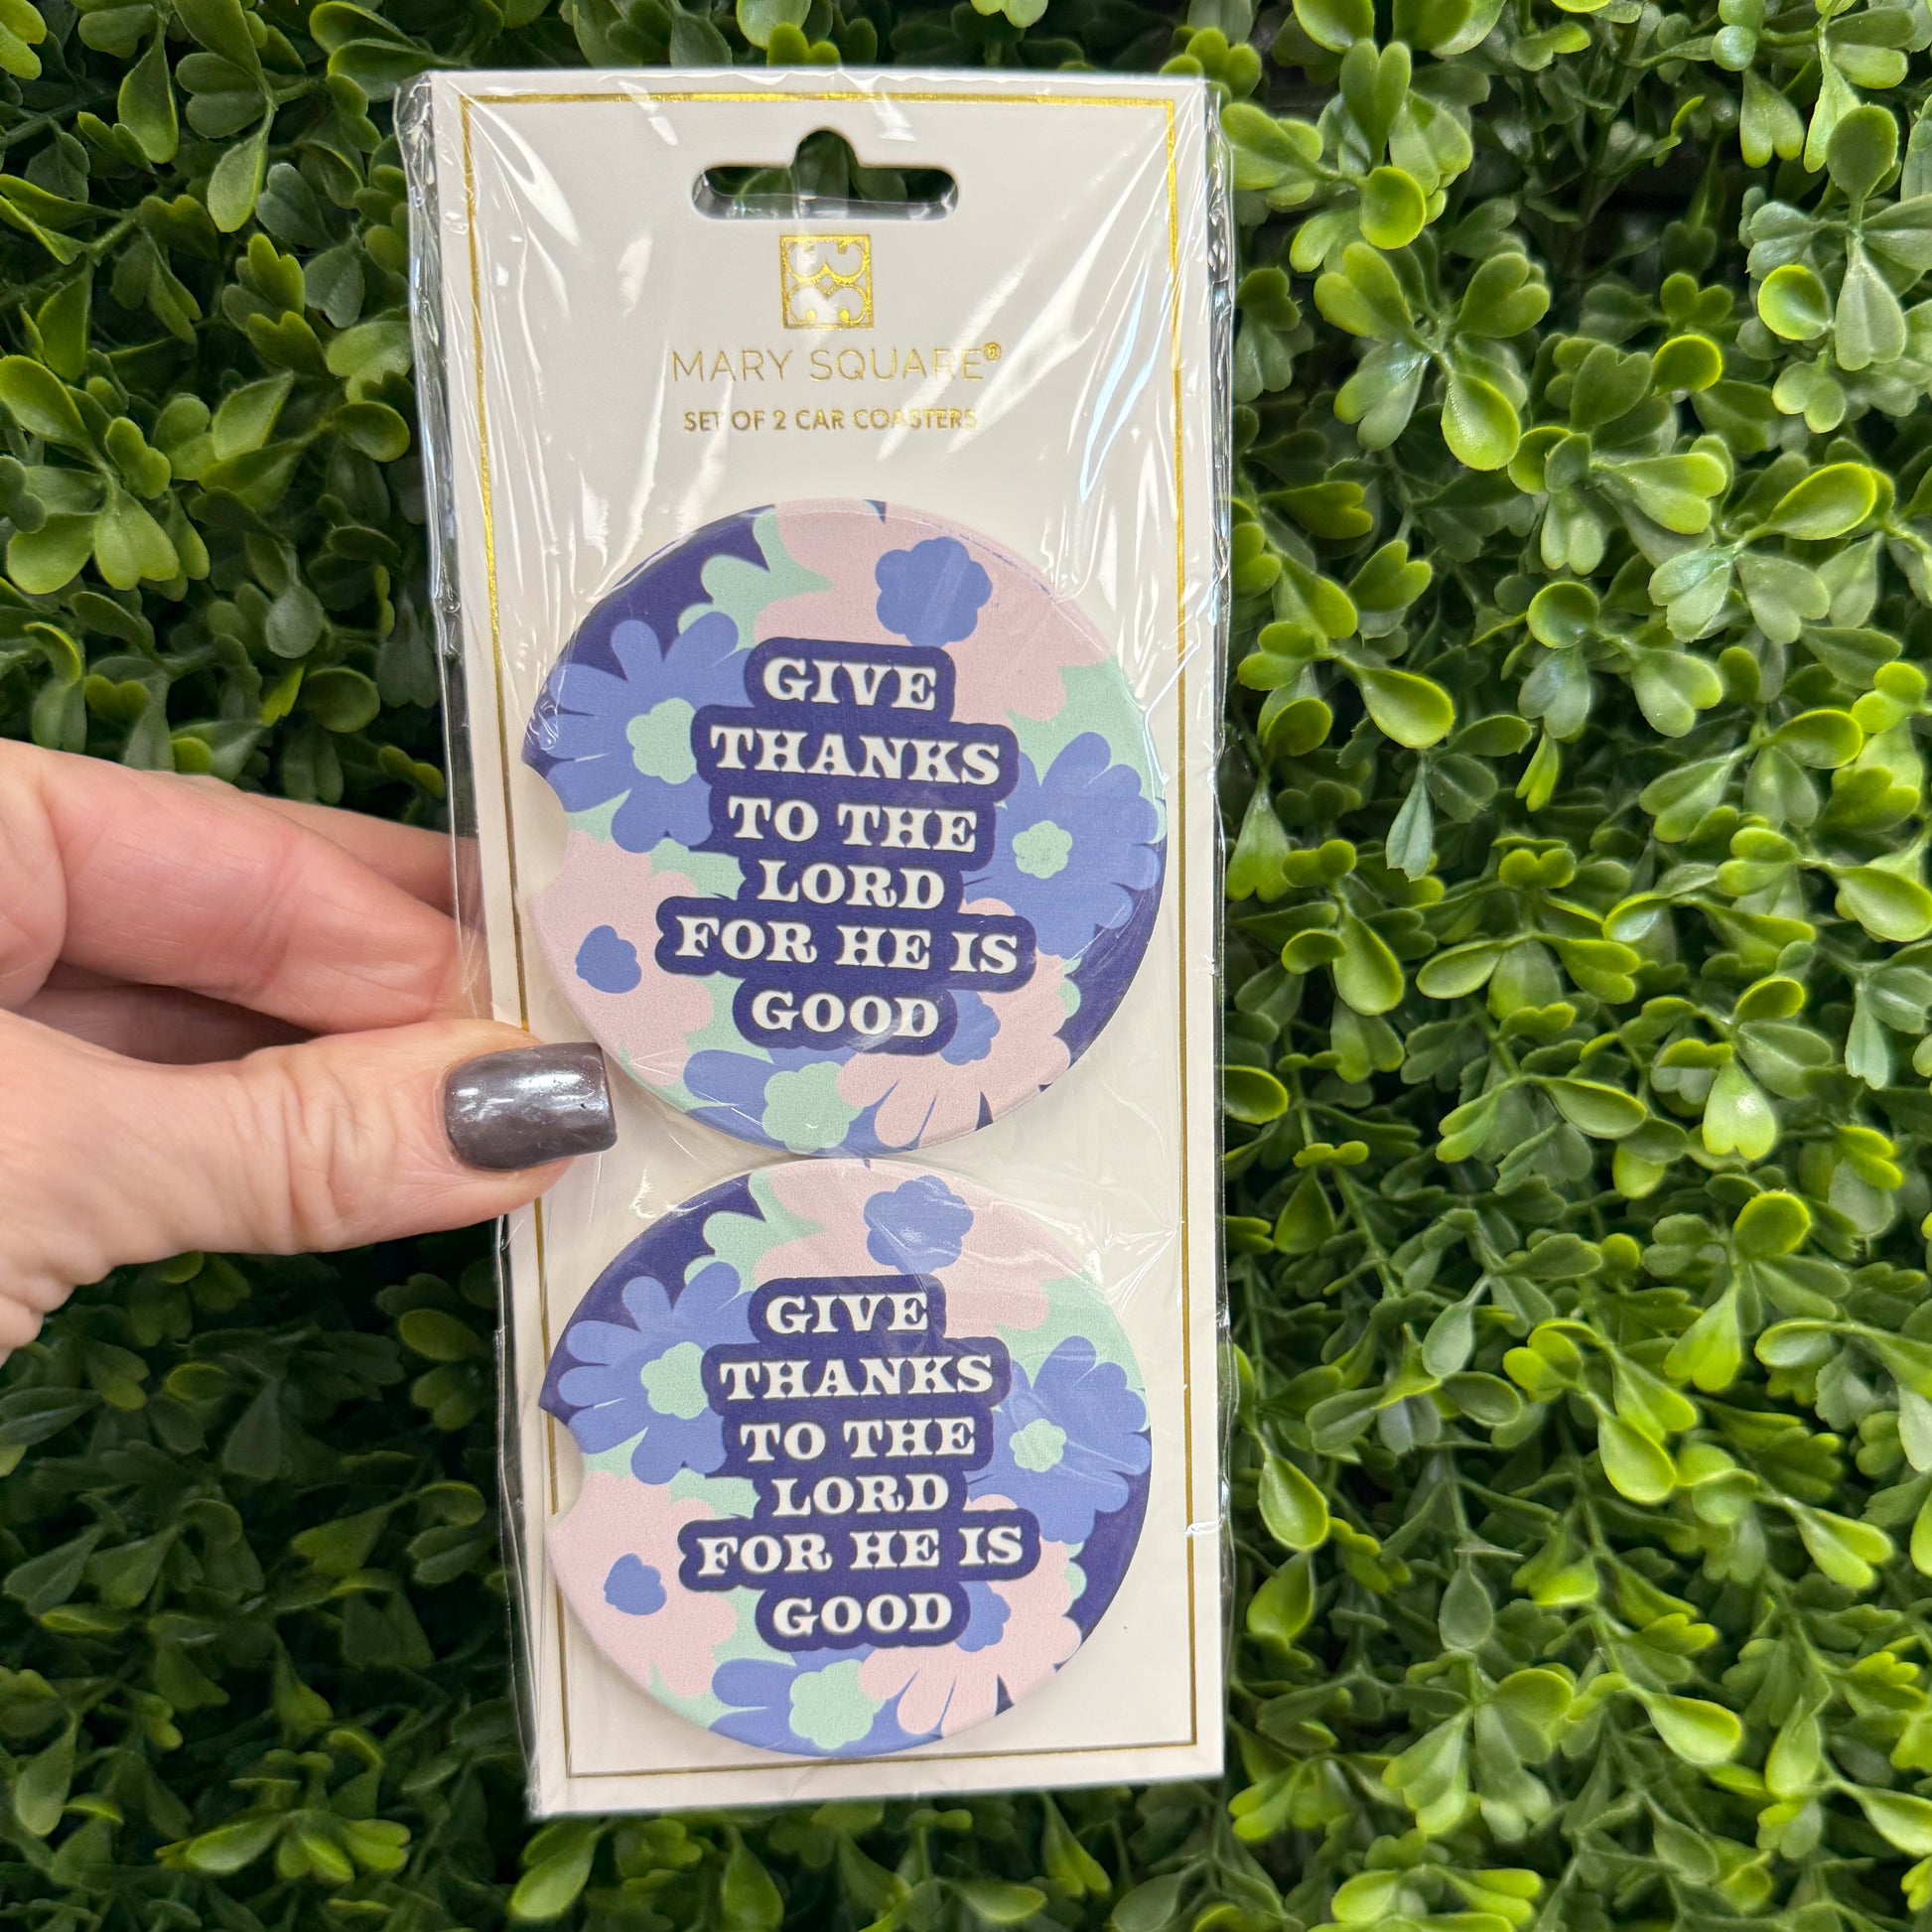 MARY SQUARE®
SET OF 2 CAR COASTERS
GIVE
THANKS
TO THE
LORD
FOR HE IS
GOOD
GIVE
THANKS
TO THE
LORD
FOR HE IS
GOOD